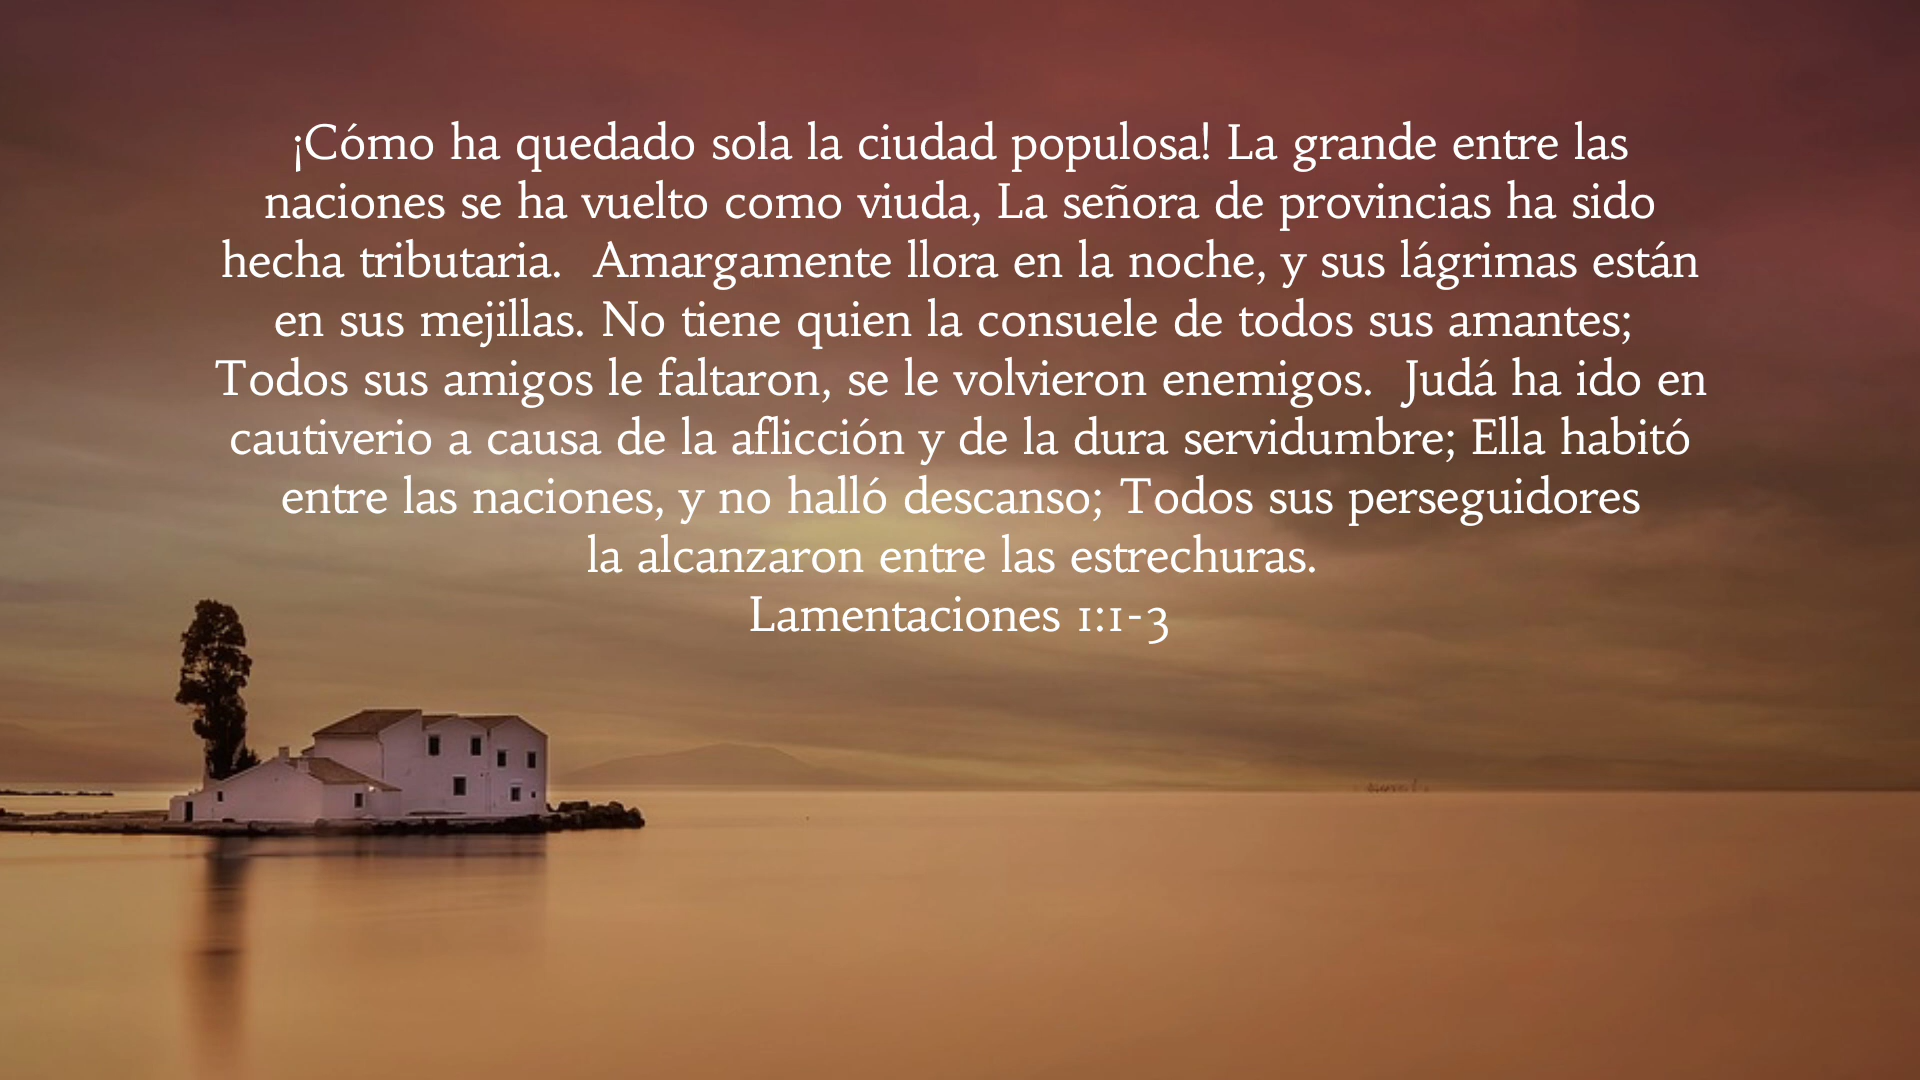 ¡Cómo ha quedado sola la ciudad populosa! La grande entre las
naciones se ha vuelto como viuda, La señora de provincias ha sido
hecha tributaria.  Amargamente llora en la noche, y sus lágrimas están
en sus mejillas. No tiene quien la consuele de todos sus amantes;
Todos sus amigos le faltaron, se le volvieron enemigos.  Judá ha ido en
cautiverio a causa de la aflicción y de la dura servidumbre; Ella habitó
entre las naciones, y no halló descanso; Todos sus perseguidores
la alcanzaron entre las estrechuras.
Lamentaciones 1:1-3